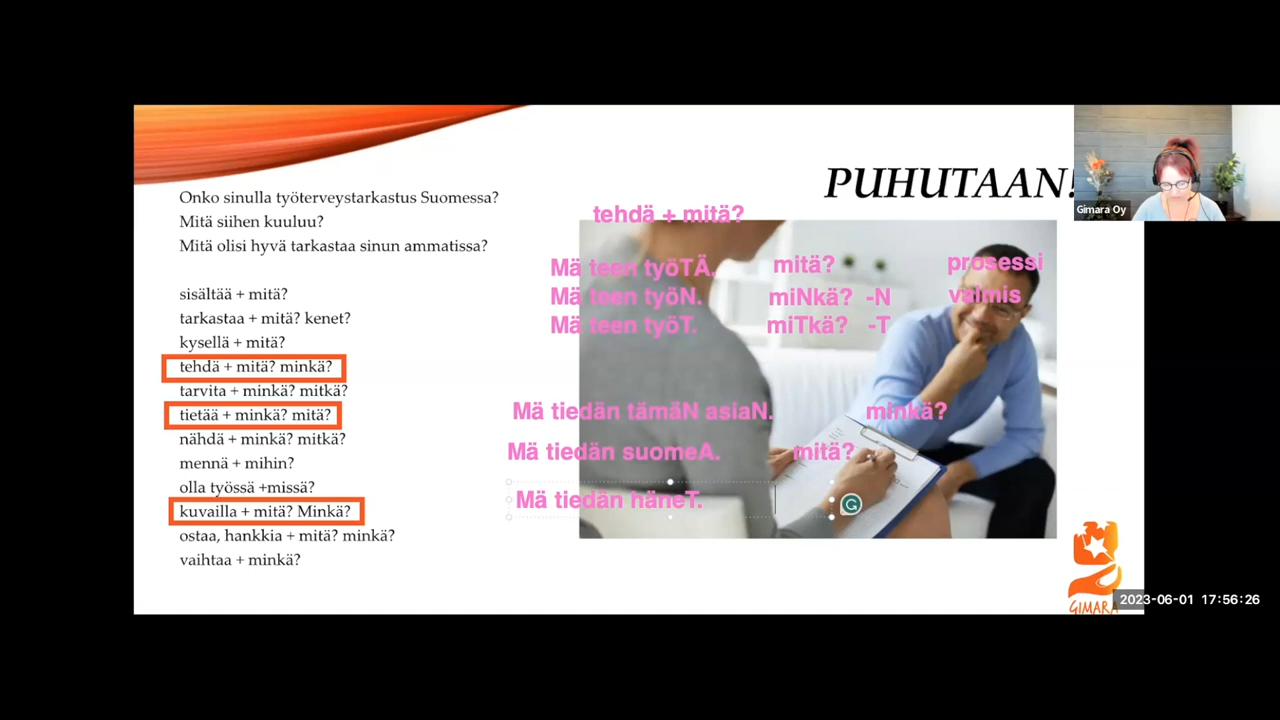 PUHUTAAN!
Gimara Oy
Onko sinulla työterveystarkastus Suomessa?
Mitä siihen kuuluu?
Mitä olisi hyvä tarkastaa sinun ammatissa?
sisältää + mitä?
tarkastaa + mitä? kenet?
kysellä + mitä?
tehdä + mitä? minkä?
tarvita + minkä? mitkä?
tietää + minkä? mitä?
nähdä + minkä? mitkä?
mennä + mihin?
olla työssä +missä?
kuvailla + mitä? Minkä?
ostaa, hankkia + mitä? minkä?
vaihtaa + minkä?
tehdä + mitä?
Mä teen työTÄ. mitä? prosessi
Mä teen työN. miNkä? -N valmis
Mä teen työT. miTkä? -T
Mä tiedän tämäN asiaN. minkä?
Mä tiedän suomeA. mitä?
Mä tiedän häneT.
GIMARA
2023-06-01 17:56:26